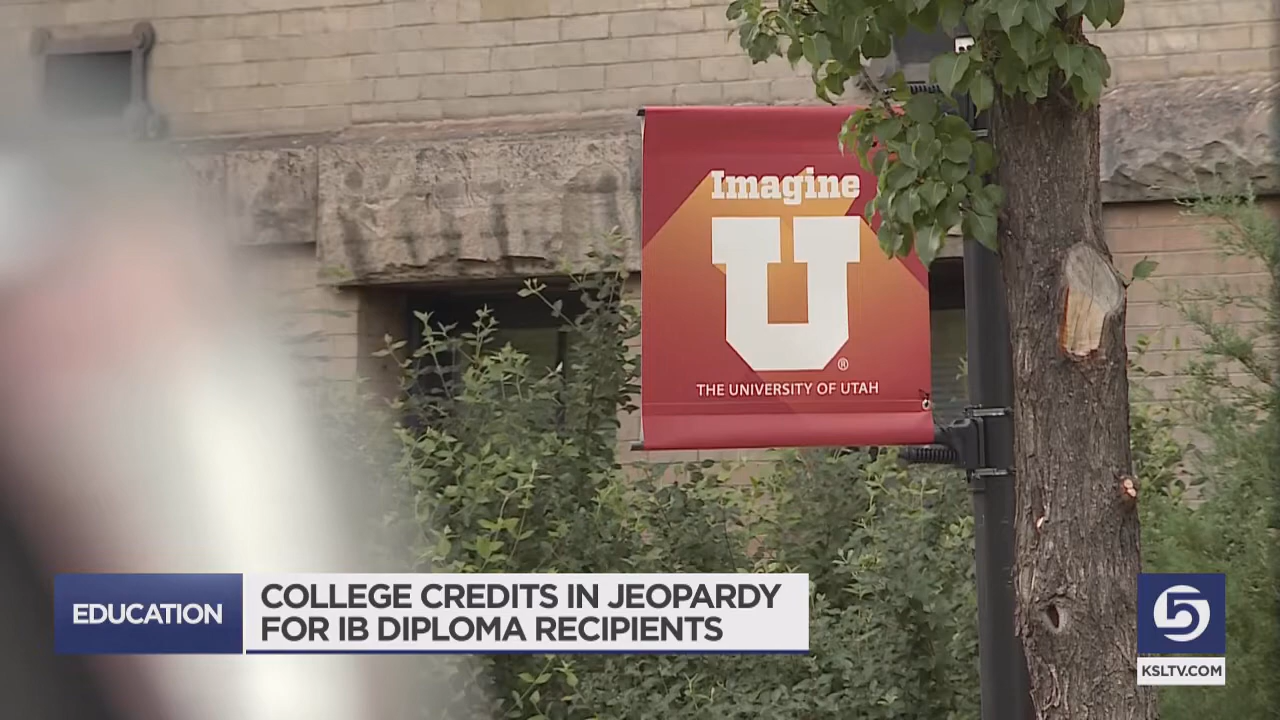 Imagine
U
®
THE UNIVERSITY OF UTAH
EDUCATION
COLLEGE CREDITS IN JEOPARDY
FOR IB DIPLOMA RECIPIENTS
5
KSLTV.COM